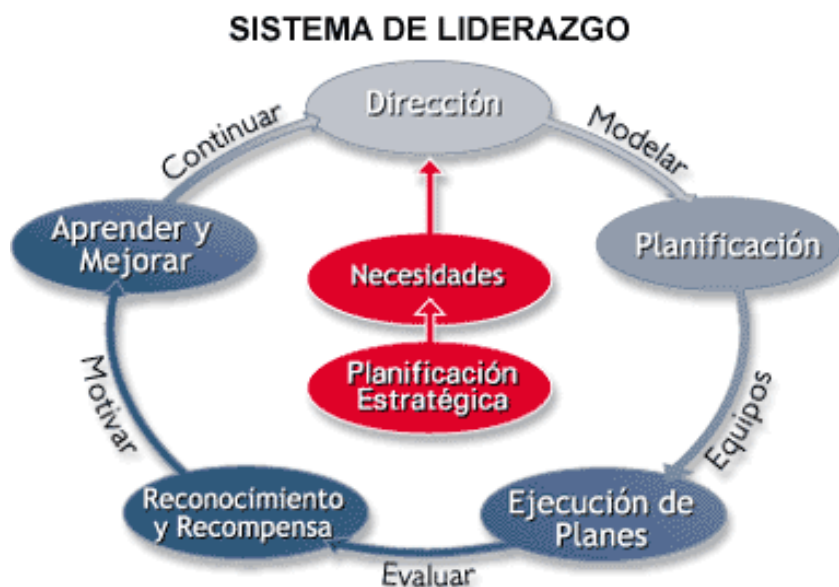 SISTEMA DE LIDERAZGO
Dirección
Continuar
Modelar
Aprender y
Mejorar
Planificación
Necesidades
Planificación
Estratégica
Motivar
Equipos
Reconocimiento
y Recompensa
Ejecución de
Planes
Evaluar